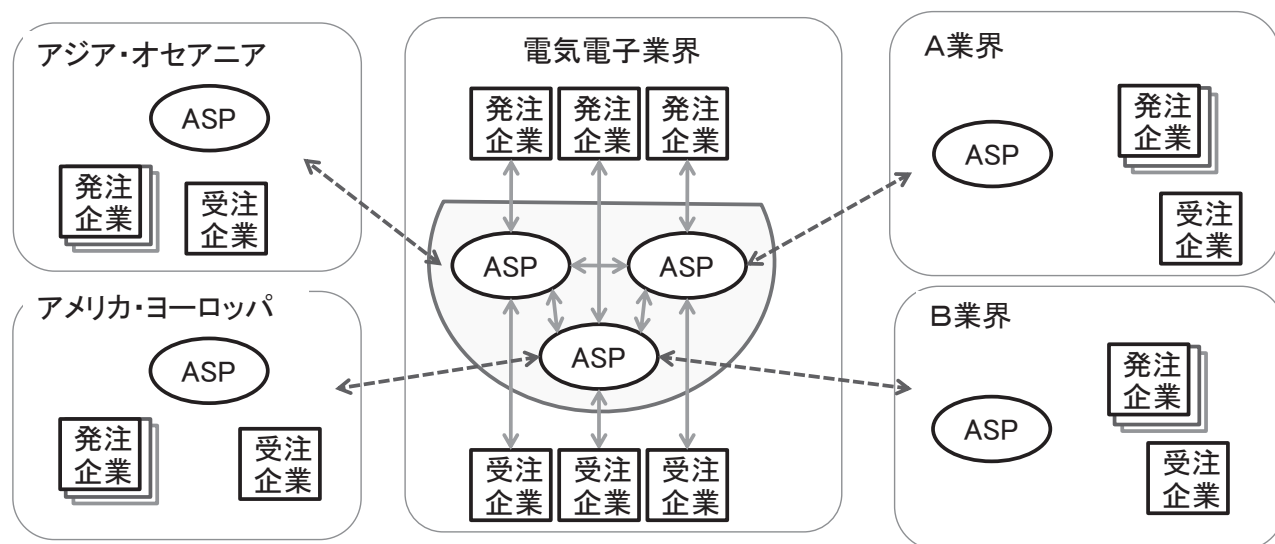 アジア・オセアニア
ASP
発注
企業
受注
企業
アメリカ・ヨーロッパ
ASP
発注
企業
受注
企業
電気電子業界
発注
企業
発注
企業
発注
企業
ASP
ASP
ASP
受注
企業
受注
企業
受注
企業
A業界
ASP
発注
企業
受注
企業
B業界
ASP
発注
企業
受注
企業